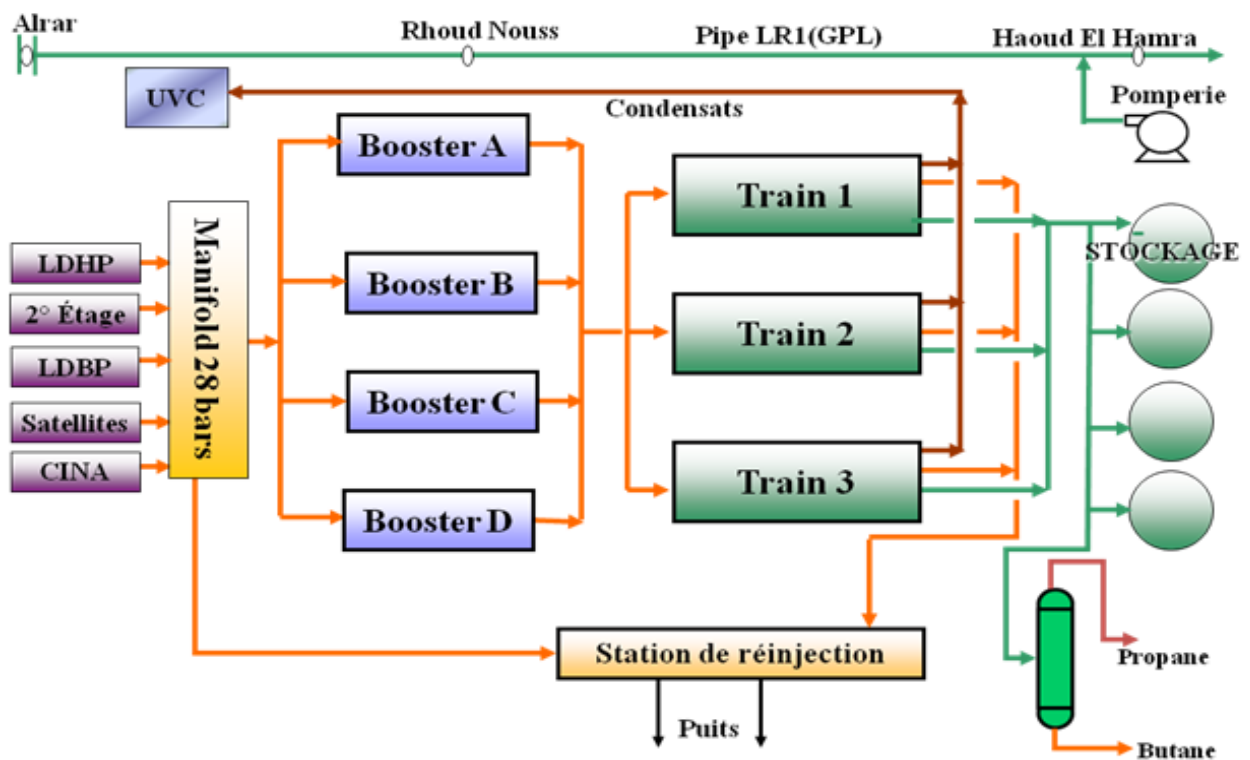 Alrar
Rhoud Nouss
Pipe LR1(GPL)
Haoud El Hamra
UVC
Condensats
Pomperie
Booster A
Train 1
Manifold 28 bars
LDHP
STOCKAGE
Booster B
2° Étage
Train 2
LDBP
Booster C
Satellites
CINA
Train 3
Booster D
Station de réinjection
Propane
Puits
Butane